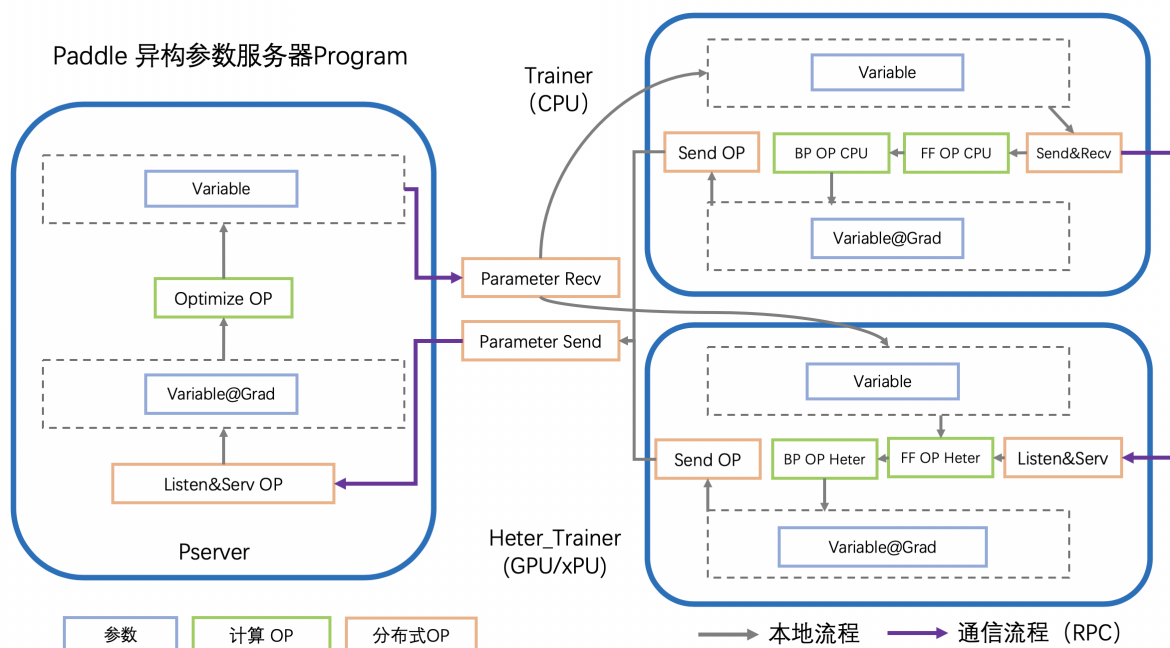 Paddle 异构参数服务器Program
Variable
Optimize OP
Variable@Grad
Listen&Serv OP
Pserver
Parameter Recv
Parameter Send
Trainer
（CPU）
Variable
Send OP
BP OP CPU
FF OP CPU
Send&Recv
Variable@Grad
Heter_Trainer
(GPU/xPU)
Variable
Send OP
BP OP Heter
FF OP Heter
Listen&Serv
Variable@Grad
参数
计算 OP
分布式OP
本地流程
通信流程（RPC）